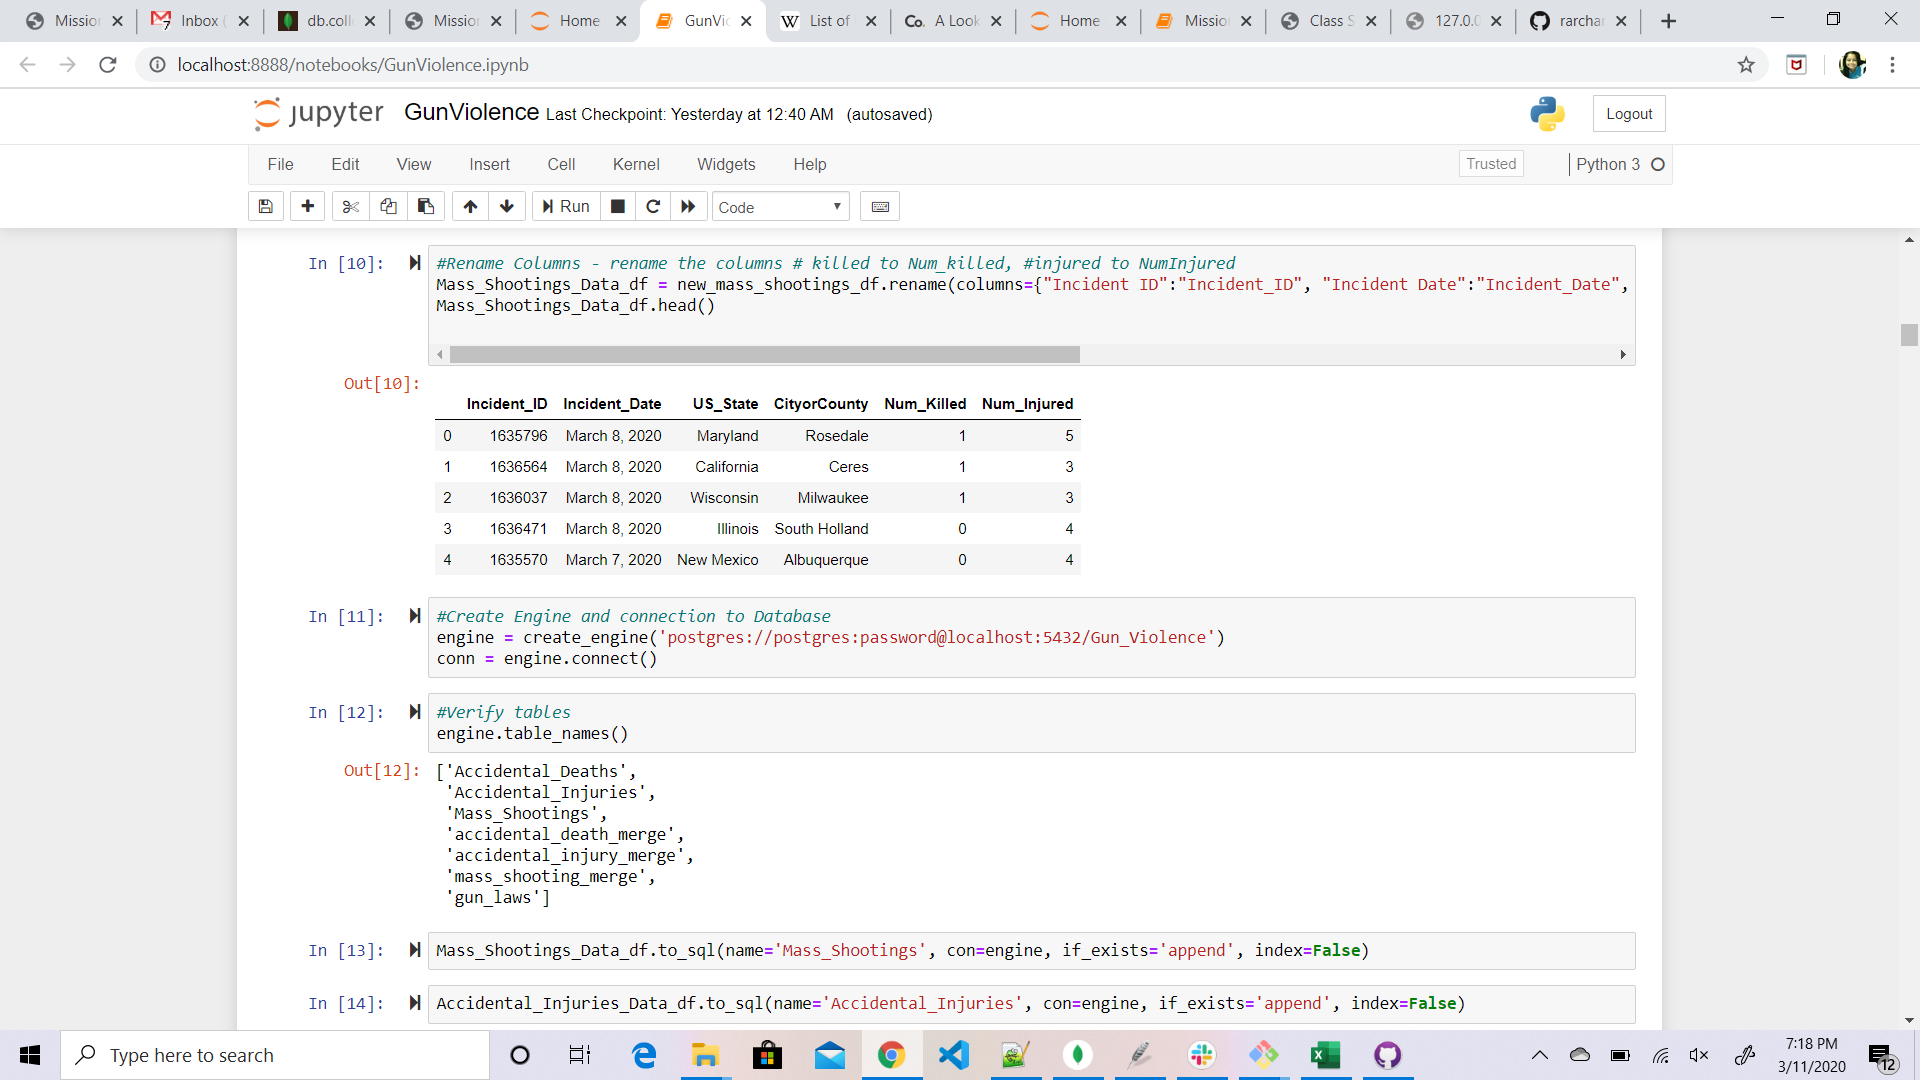 Mission
Inbox (
db.coll
Mission
Home
GunVio
List of
Co. A Look
Home
Mission
Class S
127.0.0
rarchar
localhost:8888/notebooks/GunViolence.ipynb
jupyter GunViolence Last Checkpoint: Yesterday at 12:40 AM (autosaved)
Logout
File Edit View Insert Cell Kernel Widgets Help
Trusted Python 3
Run Code
In [10]: #Rename Columns - rename the columns # killed to Num_killed, #injured to NumInjured
Mass_Shootings_Data_df = new_mass_shootings_df.rename(columns={"Incident ID":"Incident_ID", "Incident Date":"Incident_Date",
Mass_Shootings_Data_df.head()
Out[10]:
Incident_ID Incident_Date US_State CityorCounty Num_Killed Num_Injured
0 1635796 March 8, 2020 Maryland Rosedale 1 5
1 1636564 March 8, 2020 California Ceres 1 3
2 1636037 March 8, 2020 Wisconsin Milwaukee 1 3
3 1636471 March 8, 2020 Illinois South Holland 0 4
4 1635570 March 7, 2020 New Mexico Albuquerque 0 4
In [11]: #Create Engine and connection to Database
engine = create_engine('postgres://postgres:password@localhost:5432/Gun_Violence')
conn = engine.connect()
In [12]: #Verify tables
engine.table_names()
Out[12]: ['Accidental_Deaths',
'Accidental_Injuries',
'Mass_Shootings',
'accidental_death_merge',
'accidental_injury_merge',
'mass_shooting_merge',
'gun_laws']
In [13]: Mass_Shootings_Data_df.to_sql(name='Mass_Shootings', con=engine, if_exists='append', index=False)
In [14]: Accidental_Injuries_Data_df.to_sql(name='Accidental_Injuries', con=engine, if_exists='append', index=False)
Type here to search
7:18 PM
3/11/2020
12